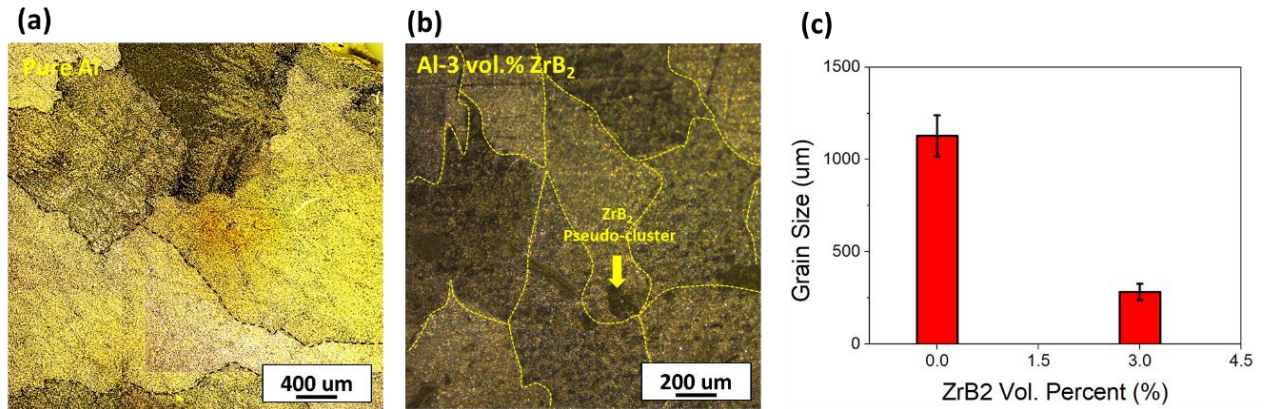 (a)
Pure Al
400 um
(b)
Al-3 vol.% ZrB₂
ZrB₂
Pseudo-cluster
200 um
(c)
1500
1000
500
0
Grain Size (um)
0.0 1.5 3.0 4.5
ZrB2 Vol. Percent (%)